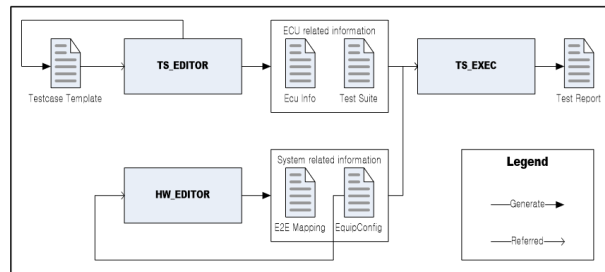 ECU related information
TS_EDITOR
TS_EXEC
Testcase Template
Ecu Info
Test Suite
Test Report
System related information
HW_EDITOR
E2E Mapping
EquipConfig
Legend
Generate
Referred